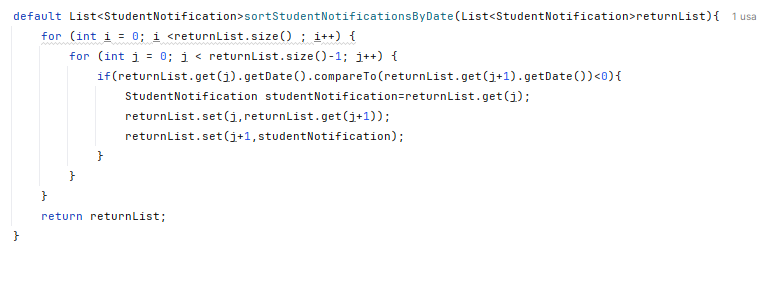 default List<StudentNotification>sortStudentNotificationsByDate(List<StudentNotification>returnList){ 1 usa
for (int i = 0; i <returnList.size() ; i++) {
for (int j = 0; j < returnList.size()-1; j++) {
if(returnList.get(j).getDate().compareTo(returnList.get(j+1).getDate())<0){
StudentNotification studentNotification=returnList.get(j);
returnList.set(j,returnList.get(j+1));
returnList.set(j+1,studentNotification);
}
}
}
return returnList;
}